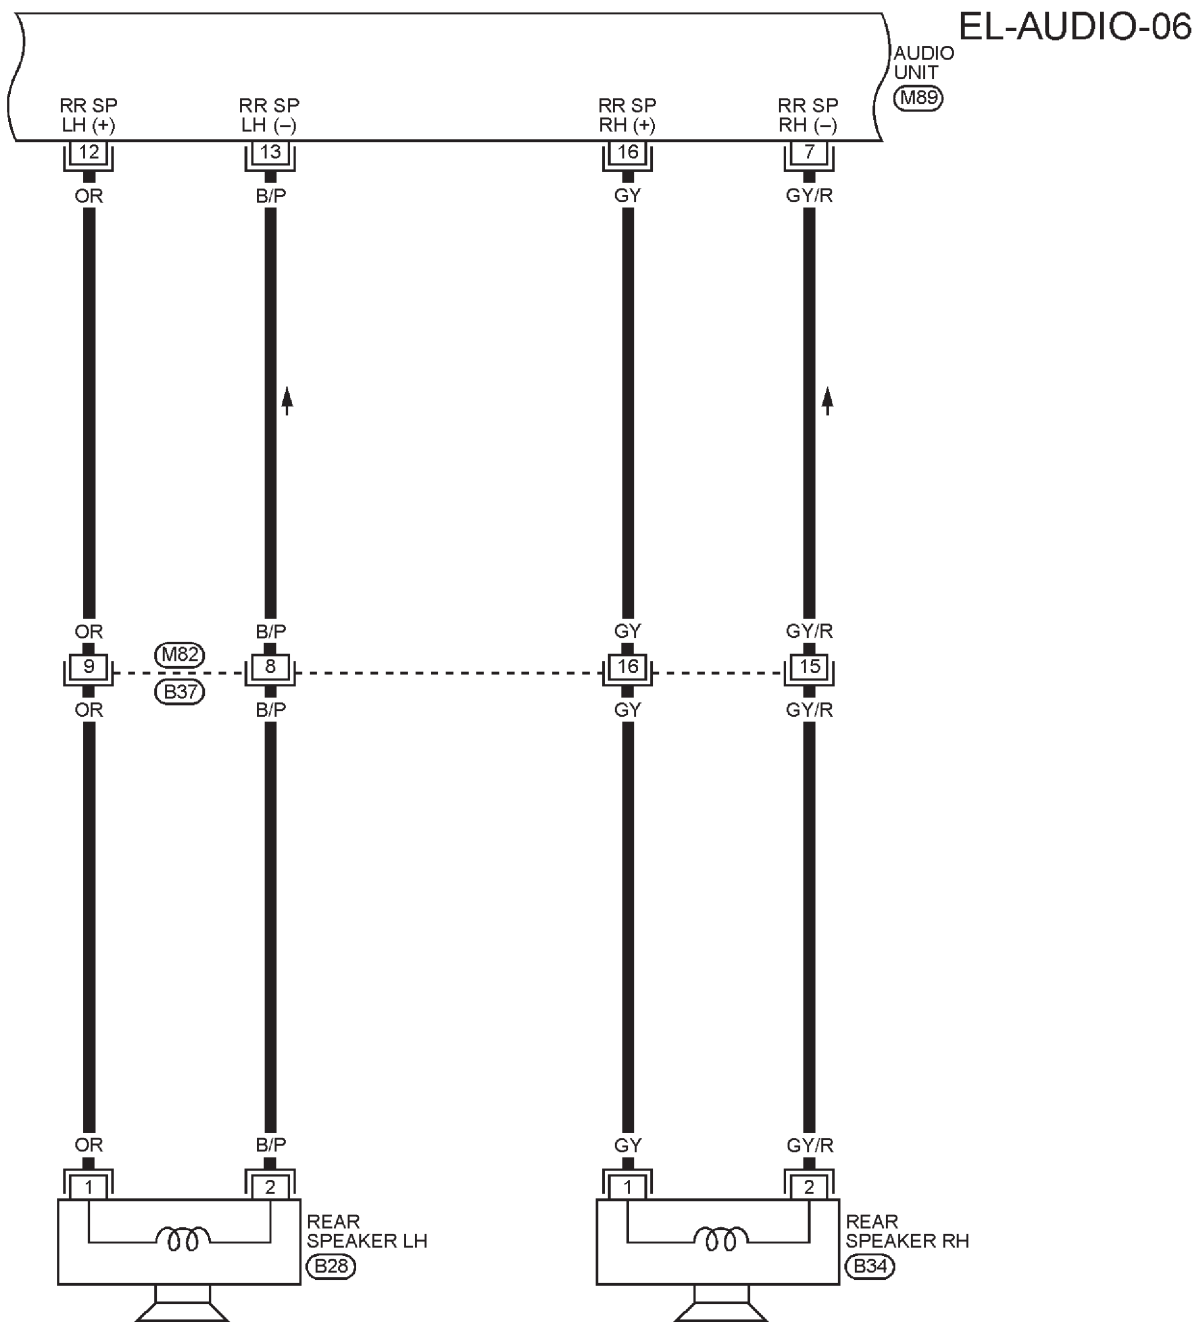 EL-AUDIO-06
AUDIO
UNIT
M89
RR SP
LH (+)
RR SP
LH (–)
RR SP
RH (+)
RR SP
RH (–)
12
13
16
7
OR
B/P
GY
GY/R
OR
B/P
GY
GY/R
M82
9
8
16
15
B37
OR
B/P
GY
GY/R
OR
B/P
GY
GY/R
1
2
1
2
REAR
SPEAKER LH
B28
REAR
SPEAKER RH
B34